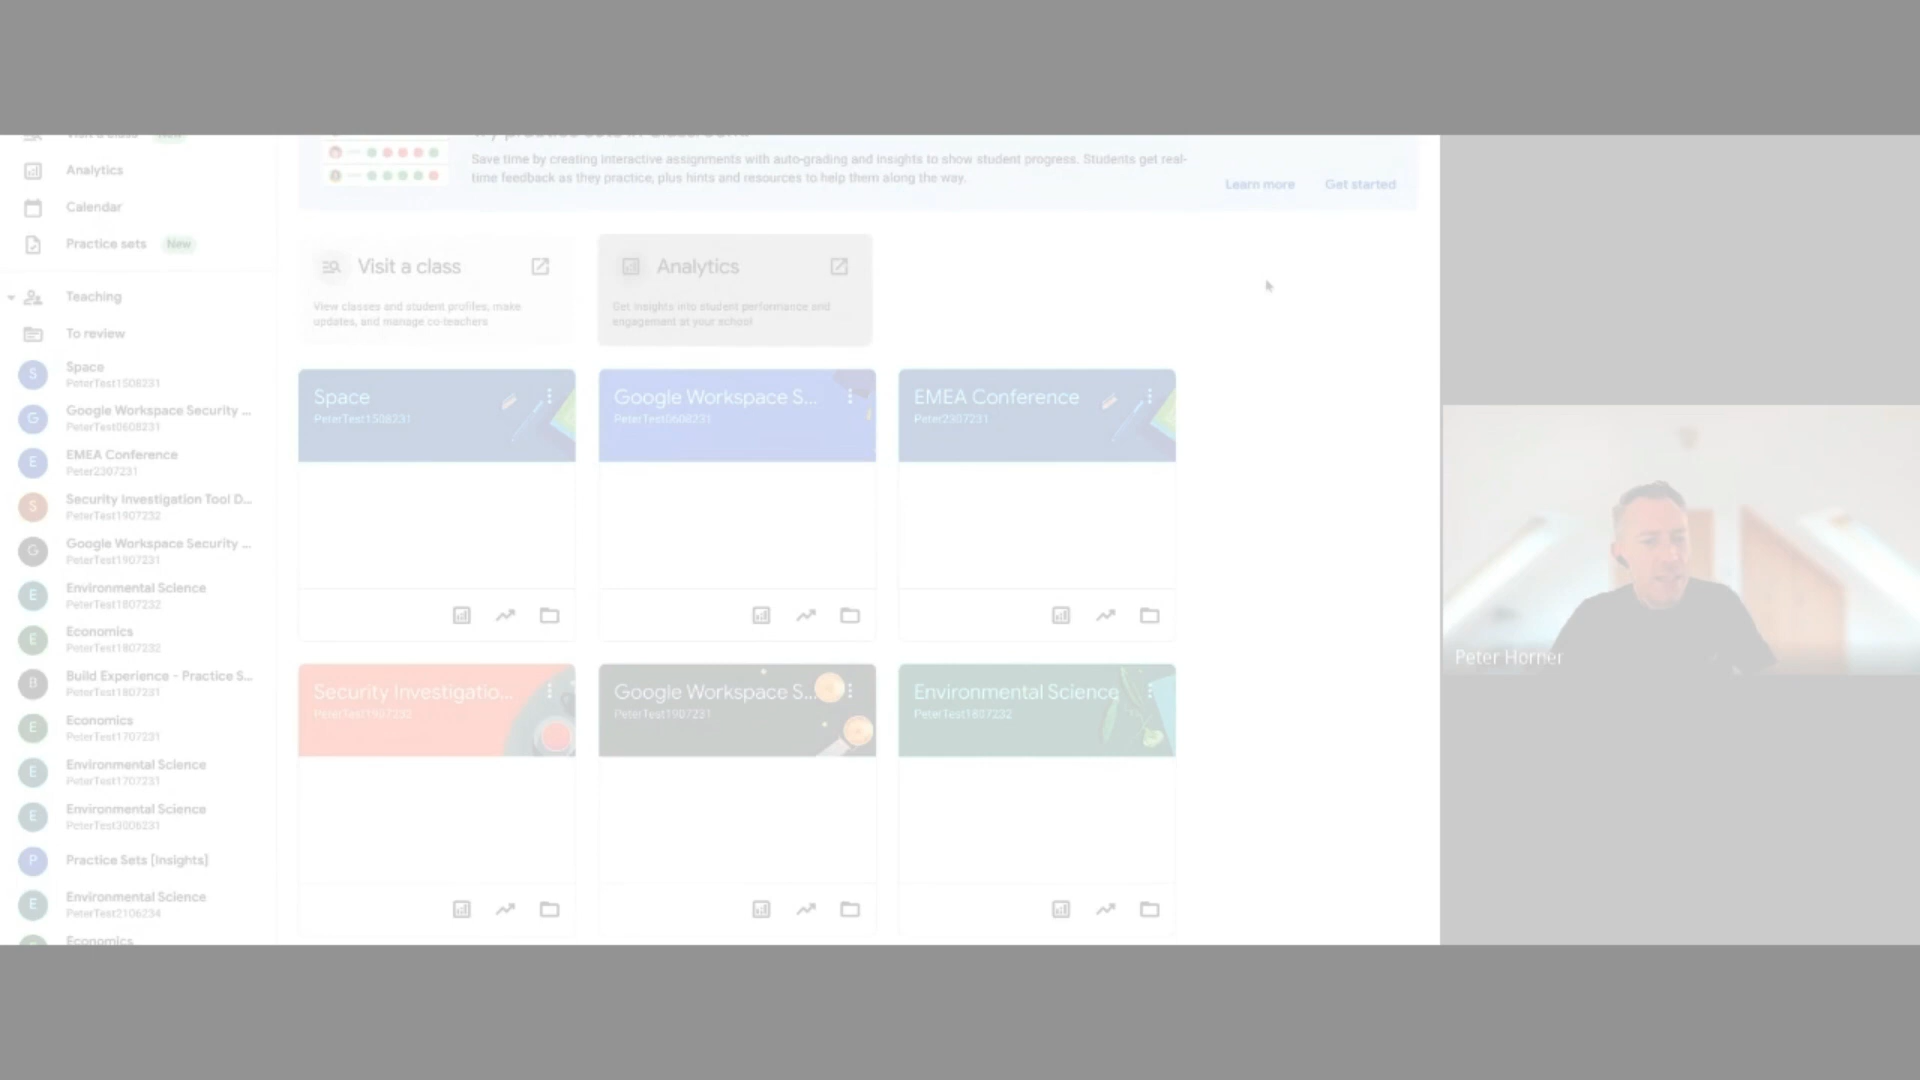 Visit a class New
Analytics
Calendar
Practice sets New
Teaching
To review
Space
PeterTest1508231
Google Workspace Security ...
PeterTest0608231
EMEA Conference
Peter2307231
Security Investigation Tool D...
PeterTest1907232
Google Workspace Security ...
PeterTest1907231
Environmental Science
PeterTest1807232
Economics
PeterTest1807232
Build Experience - Practice S...
PeterTest1807231
Economics
PeterTest1707231
Environmental Science
PeterTest1707231
Environmental Science
PeterTest3006231
Practice Sets [Insights]
Environmental Science
PeterTest2106234
Economics
Save time by creating interactive assignments with auto-grading and insights to show student progress. Students get real-
time feedback as they practice, plus hints and resources to help them along the way.
Learn more Get started
Visit a class
View classes and student profiles, make
updates, and manage co-teachers
Analytics
Get insights into student performance and
engagement at your school
Space
PeterTest1508231
Google Workspace S...
PeterTest0608231
EMEA Conference
Peter2307231
Security Investigatio...
PeterTest1907232
Google Workspace S...
PeterTest1907231
Environmental Science
PeterTest1807232
Peter Horner